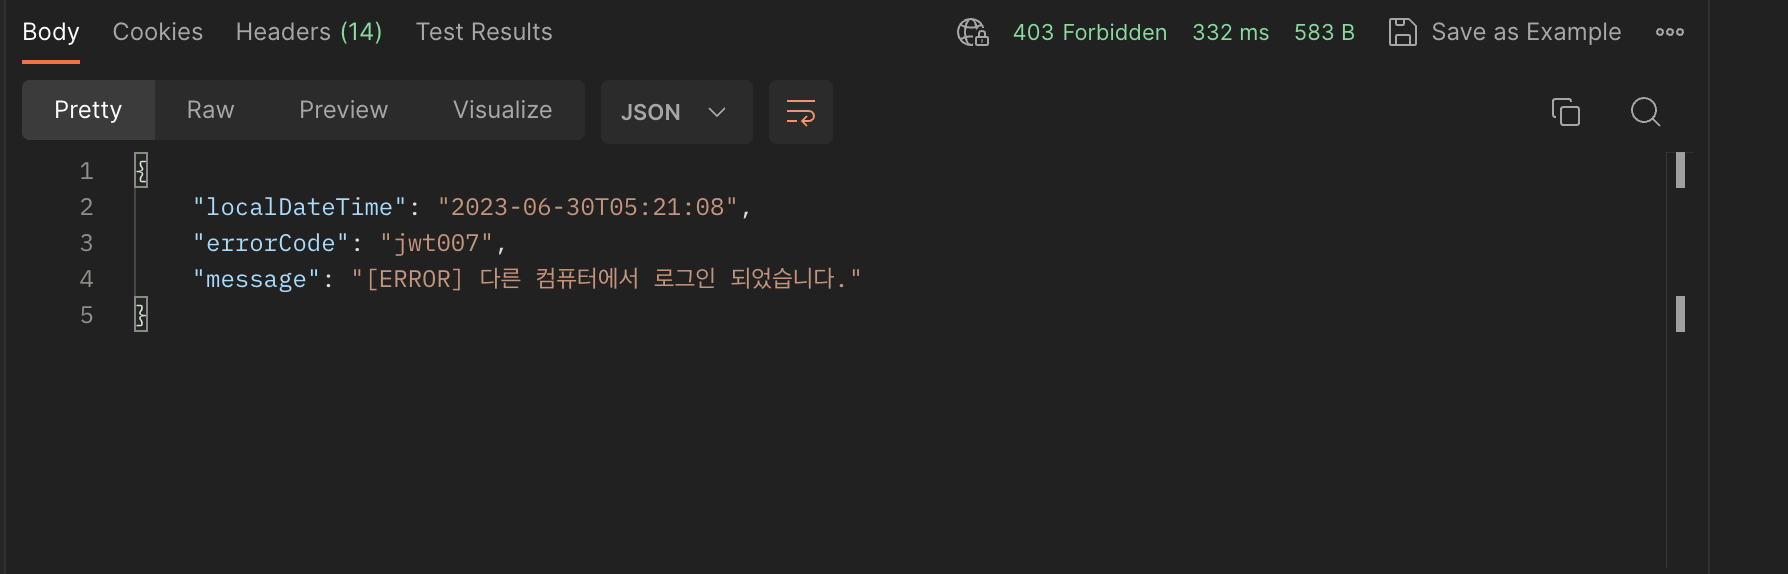 Body Cookies Headers (14) Test Results 403 Forbidden 332 ms 583 B Save as Example
Pretty Raw Preview Visualize JSON
1 {
2 "localDateTime": "2023-06-30T05:21:08",
3 "errorCode": "jwt007",
4 "message": "[ERROR] 다른 컴퓨터에서 로그인 되었습니다."
5 }